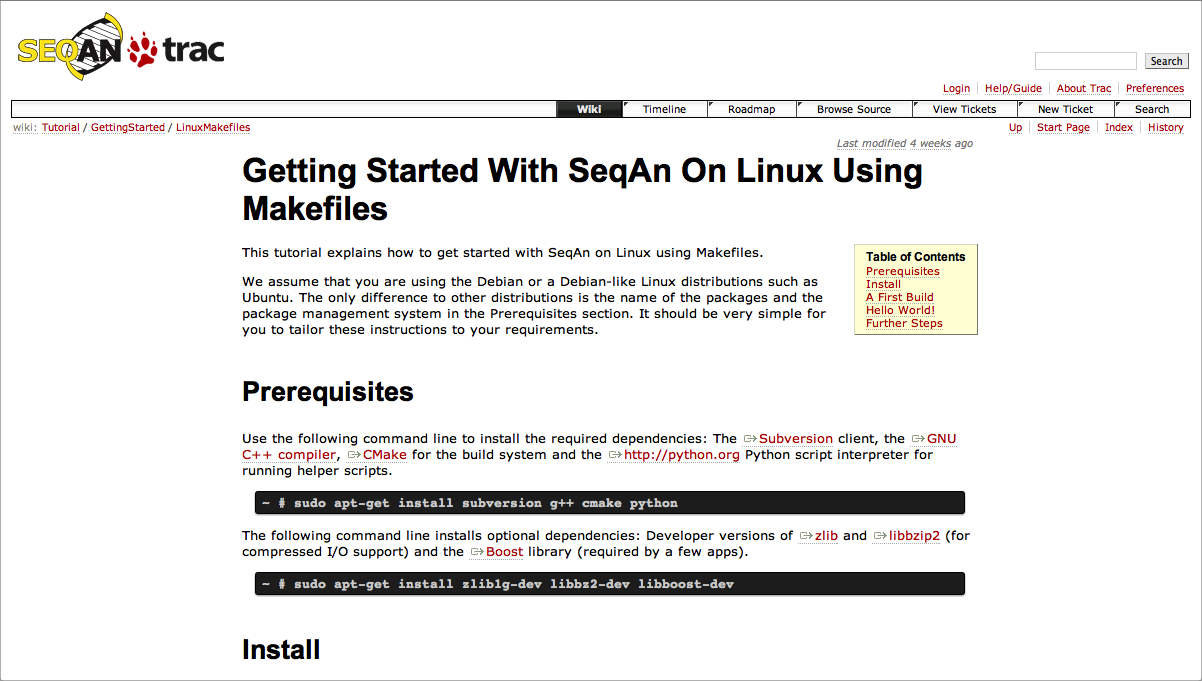 SEQAN trac
Search
Login Help/Guide About Trac Preferences
Wiki Timeline Roadmap Browse Source View Tickets New Ticket Search
wiki: Tutorial / GettingStarted / LinuxMakefiles
Up Start Page Index History
Last modified 4 weeks ago
Getting Started With SeqAn On Linux Using
Makefiles
This tutorial explains how to get started with SeqAn on Linux using Makefiles.
We assume that you are using the Debian or a Debian-like Linux distributions such as
Ubuntu. The only difference to other distributions is the name of the packages and the
package management system in the Prerequisites section. It should be very simple for
you to tailor these instructions to your requirements.
Table of Contents
Prerequisites
Install
A First Build
Hello World!
Further Steps
Prerequisites
Use the following command line to install the required dependencies: The Subversion client, the GNU
C++ compiler, CMake for the build system and the http://python.org Python script interpreter for
running helper scripts.
~ # sudo apt-get install subversion g++ cmake python
The following command line installs optional dependencies: Developer versions of zlib and libbzip2 (for
compressed I/O support) and the Boost library (required by a few apps).
~ # sudo apt-get install zlib1g-dev libbz2-dev libboost-dev
Install